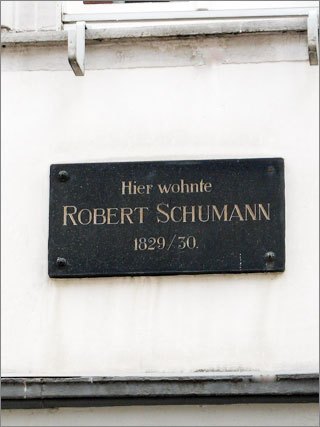 Hier wohnte
ROBERT SCHUMANN
1829/30.